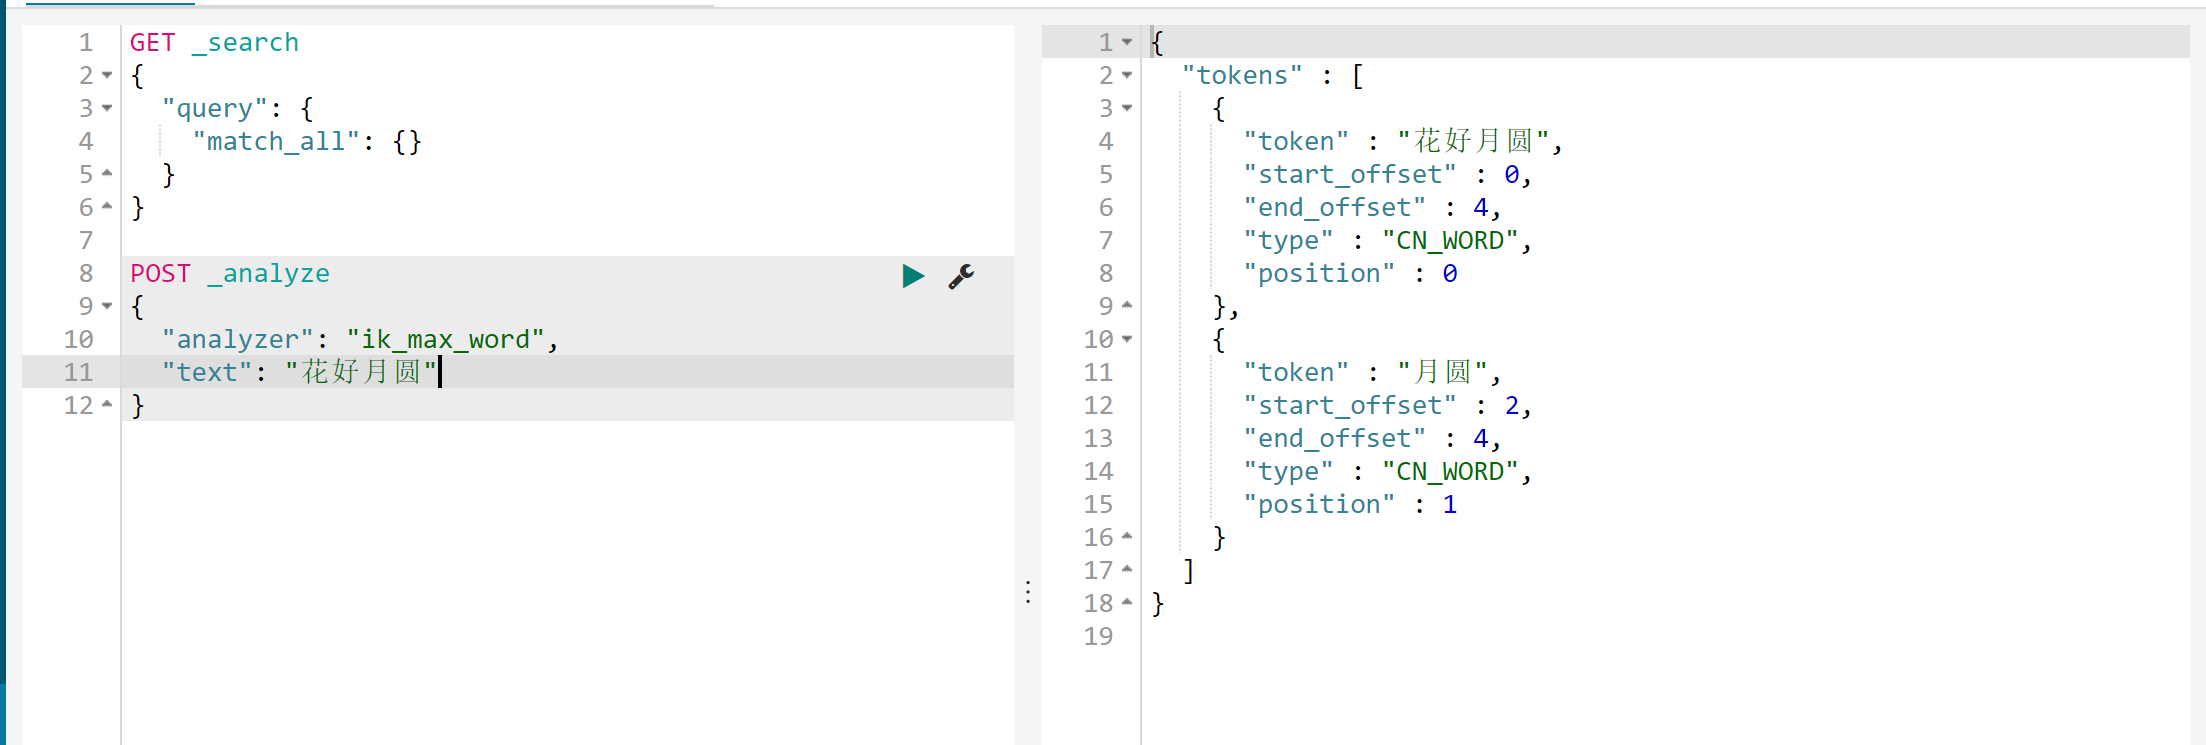 1 GET _search
2 {
3   "query": {
4     "match_all": {}
5   }
6 }
7
8 POST _analyze
9 {
10   "analyzer": "ik_max_word",
11   "text": "花好月圆"
12 }
1 {
2   "tokens" : [
3     {
4       "token" : "花好月圆",
5       "start_offset" : 0,
6       "end_offset" : 4,
7       "type" : "CN_WORD",
8       "position" : 0
9     },
10     {
11       "token" : "月圆",
12       "start_offset" : 2,
13       "end_offset" : 4,
14       "type" : "CN_WORD",
15       "position" : 1
16     }
17   ]
18 }
19